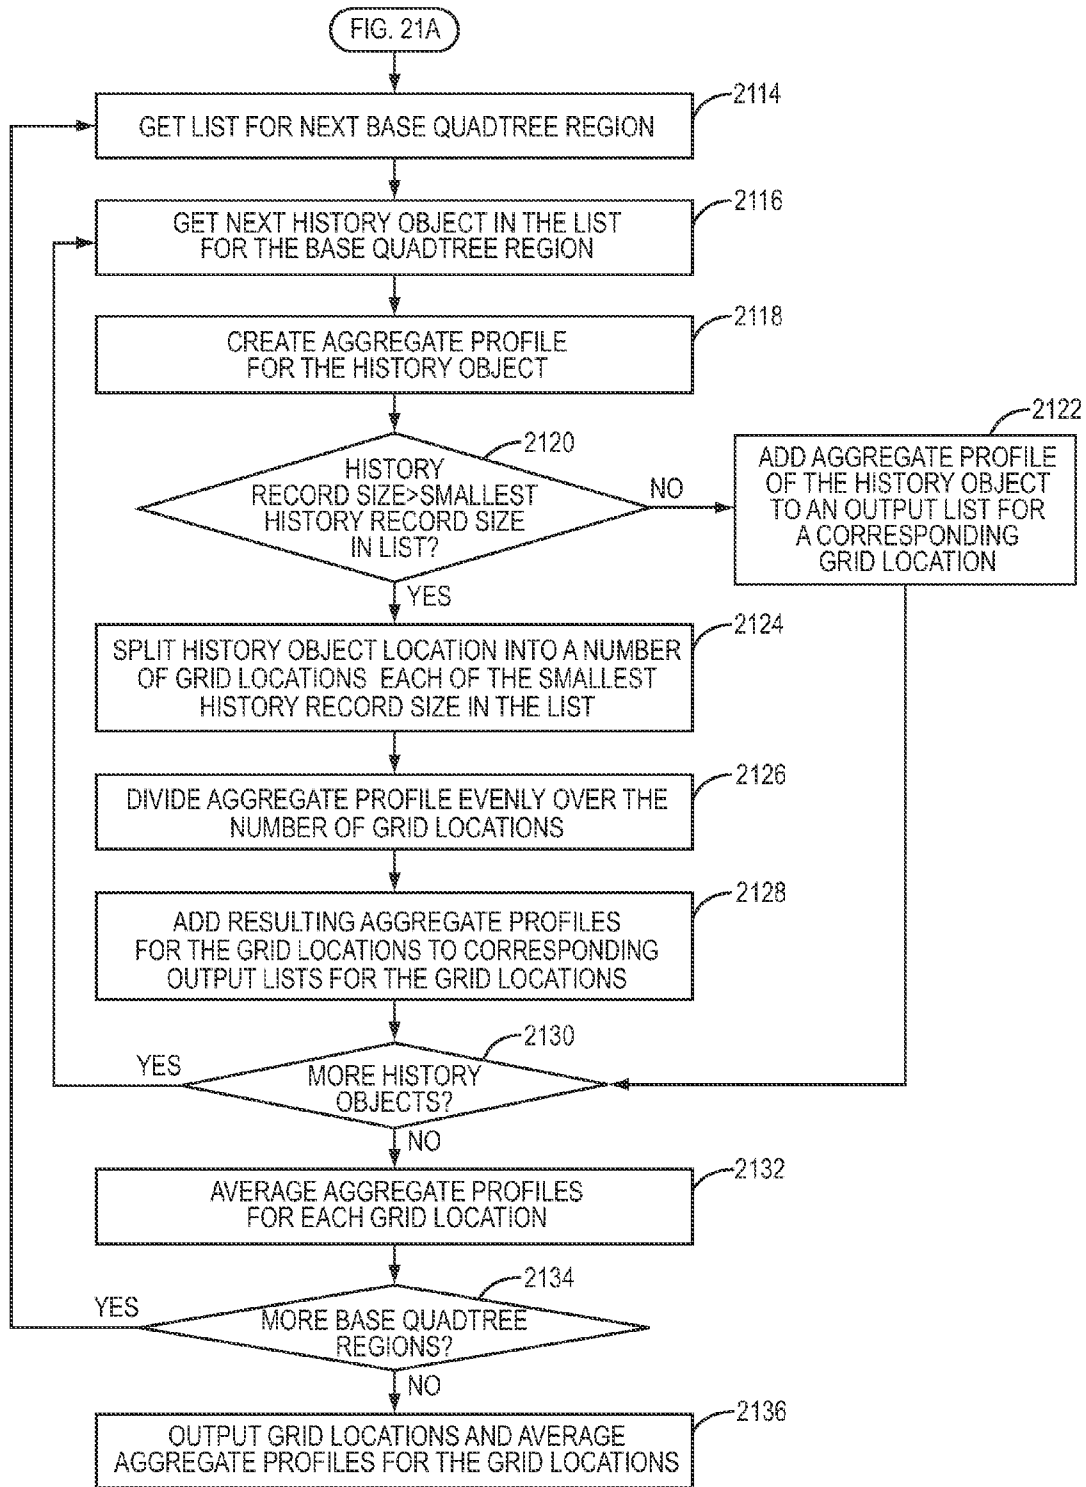 FIG. 21A
2114
GET LIST FOR NEXT BASE QUADTREE REGION
2116
GET NEXT HISTORY OBJECT IN THE LIST
FOR THE BASE QUADTREE REGION
2118
CREATE AGGREGATE PROFILE
FOR THE HISTORY OBJECT
2120
HISTORY
RECORD SIZE>SMALLEST
HISTORY RECORD SIZE
IN LIST?
NO
2122
ADD AGGREGATE PROFILE
OF THE HISTORY OBJECT
TO AN OUTPUT LIST FOR
A CORRESPONDING
GRID LOCATION
YES
2124
SPLIT HISTORY OBJECT LOCATION INTO A NUMBER
OF GRID LOCATIONS EACH OF THE SMALLEST
HISTORY RECORD SIZE IN THE LIST
2126
DIVIDE AGGREGATE PROFILE EVENLY OVER THE
NUMBER OF GRID LOCATIONS
2128
ADD RESULTING AGGREGATE PROFILES
FOR THE GRID LOCATIONS TO CORRESPONDING
OUTPUT LISTS FOR THE GRID LOCATIONS
2130
YES
MORE HISTORY
OBJECTS?
NO
2132
AVERAGE AGGREGATE PROFILES
FOR EACH GRID LOCATION
2134
YES
MORE BASE QUADTREE
REGIONS?
NO
2136
OUTPUT GRID LOCATIONS AND AVERAGE
AGGREGATE PROFILES FOR THE GRID LOCATIONS